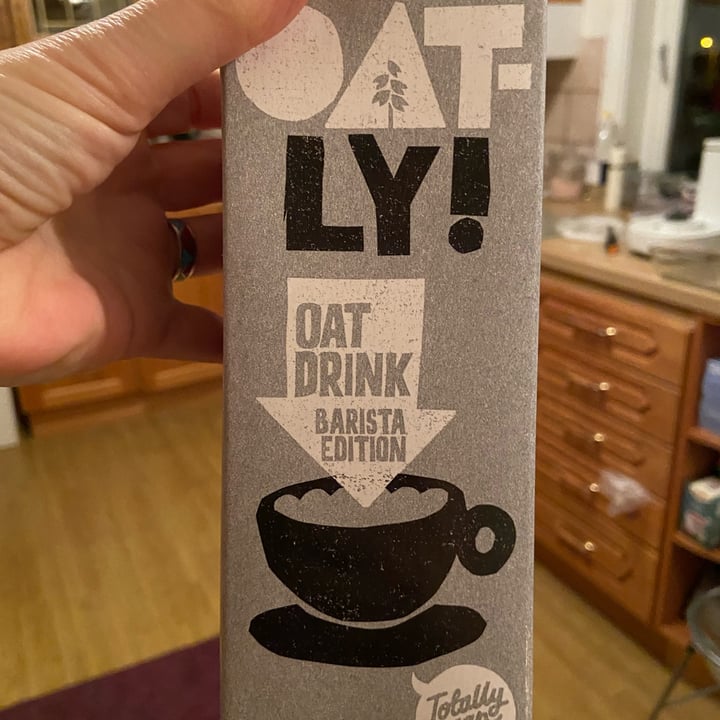 OAT-
LY!
OAT
DRINK
BARISTA
EDITION
Totally